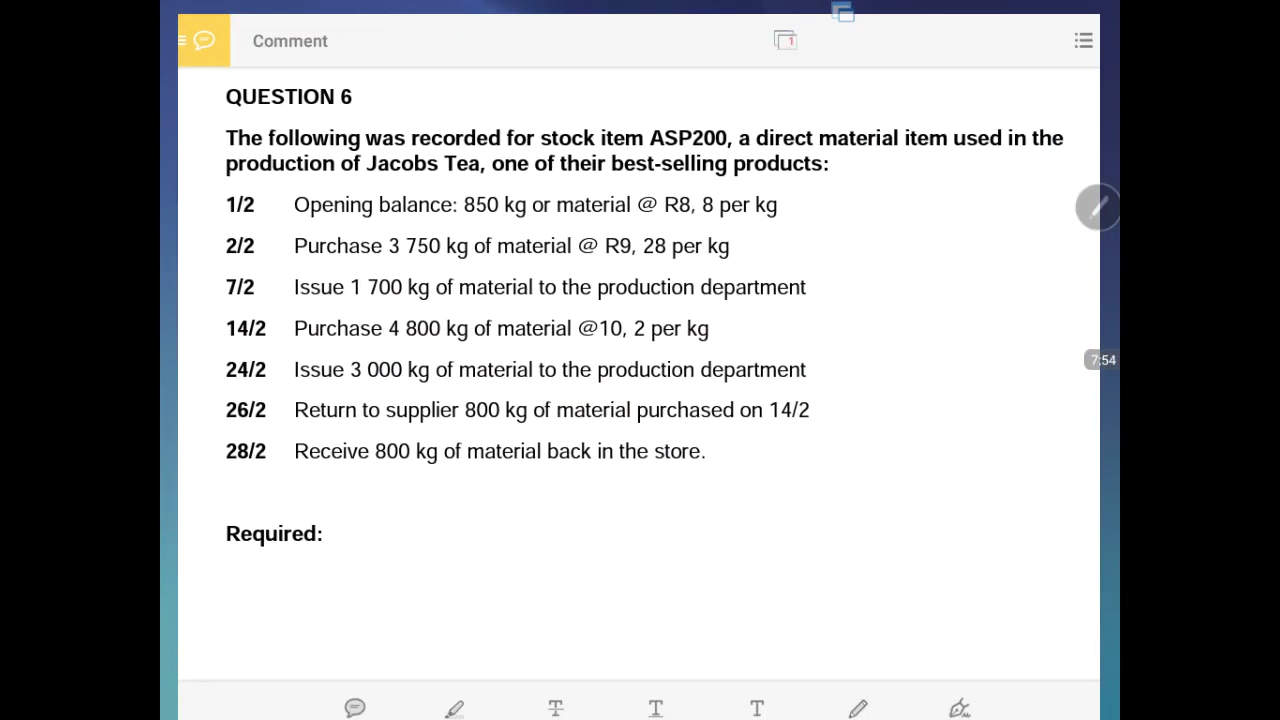 Comment
1
QUESTION 6
The following was recorded for stock item ASP200, a direct material item used in the
production of Jacobs Tea, one of their best-selling products:
1/2 Opening balance: 850 kg or material @ R8, 8 per kg
2/2 Purchase 3 750 kg of material @ R9, 28 per kg
7/2 Issue 1 700 kg of material to the production department
14/2 Purchase 4 800 kg of material @10, 2 per kg
7:54
24/2 Issue 3 000 kg of material to the production department
26/2 Return to supplier 800 kg of material purchased on 14/2
28/2 Receive 800 kg of material back in the store.
Required:
T
T
T